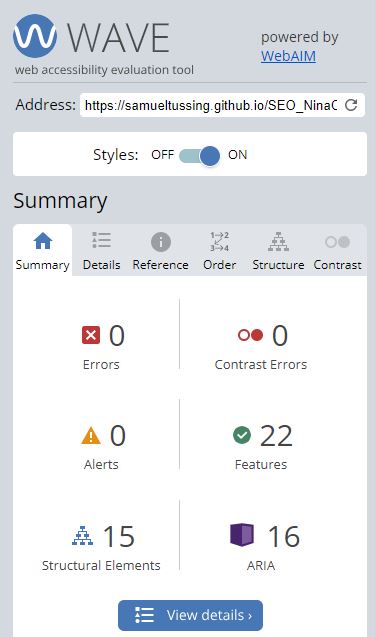 WAVE
web accessibility evaluation tool
powered by
WebAIM
Address: https://samueltussing.github.io/SEO_NinaC
Styles: OFF ON
Summary
Summary Details Reference Order Structure Contrast
0 0
Errors Contrast Errors
0 22
Alerts Features
15 16
Structural Elements ARIA
View details ›